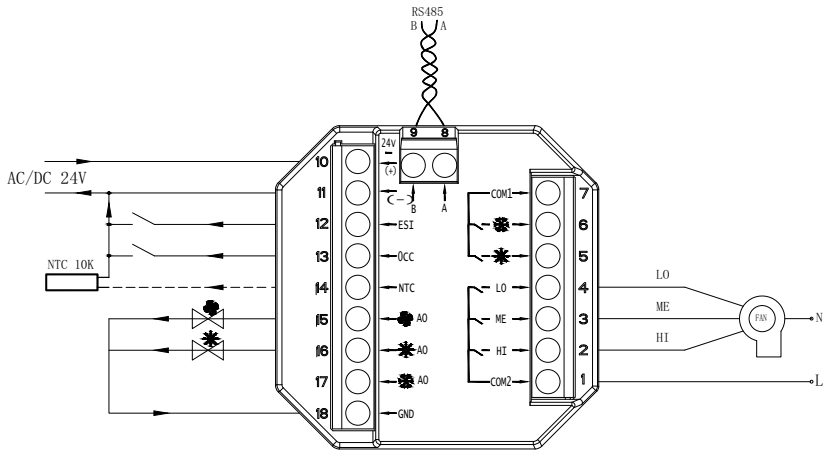 RS485
B A
9 8
24V
(+)
(-)
B A
AC/DC 24V
NTC 10K
10
11
12 ESI
13 OCC
14 NTC
15 AO
16 AO
17 AO
18 GND
COM1 7
6
5
LO 4
ME 3
HI 2
COM2 1
LO
ME
HI
FAN
N
L